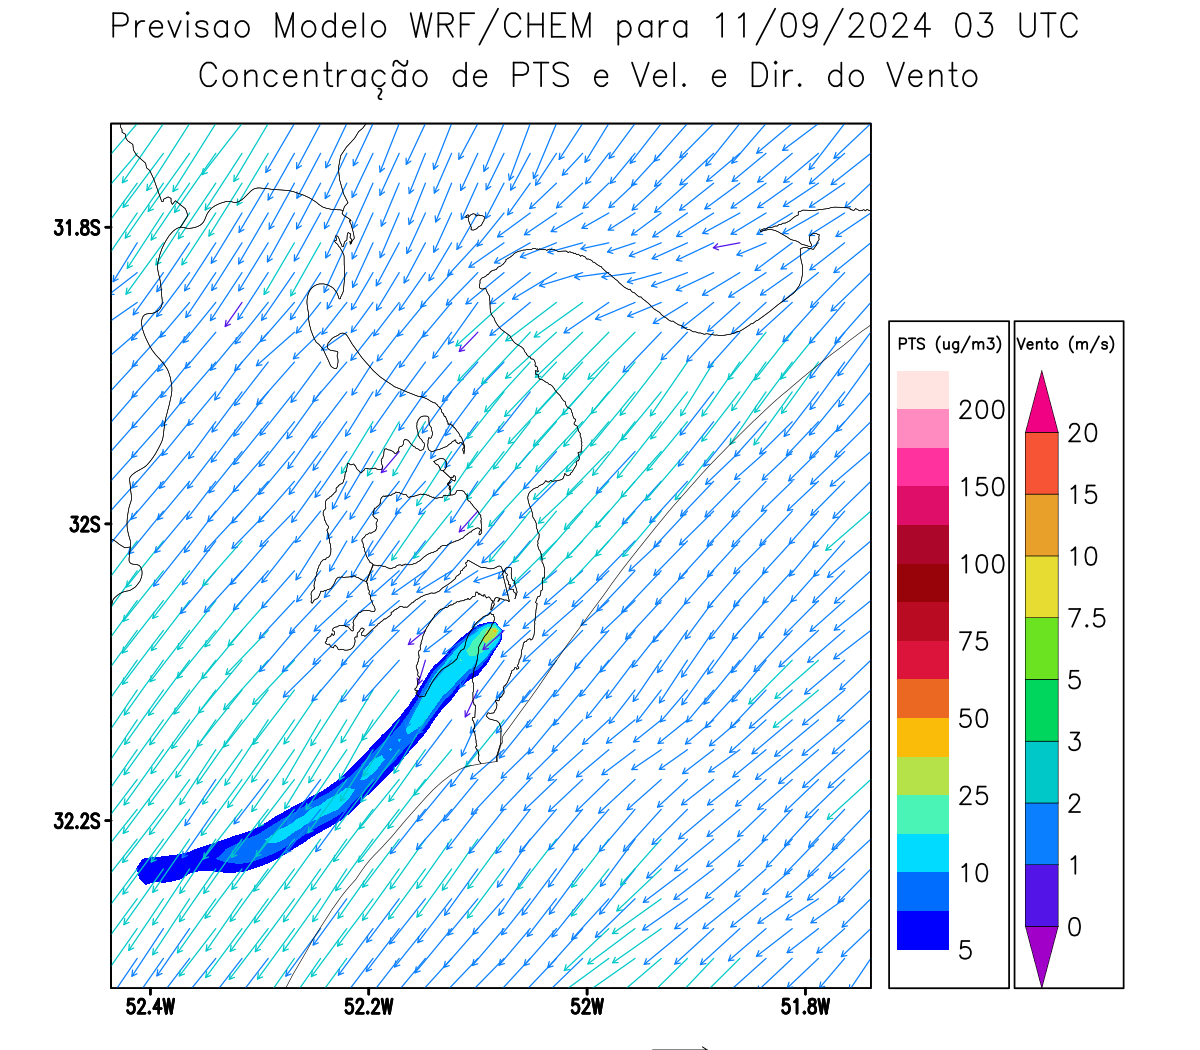 Previsao Modelo WRF/CHEM para 11/09/2024 03 UTC
Concentração de PTS e Vel. e Dir. do Vento
31.8S
32S
32.2S
52.4W 52.2W 52W 51.8W
PTS (ug/m3)
200
150
100
75
50
25
10
5
Vento (m/s)
20
15
10
7.5
5
3
2
1
0